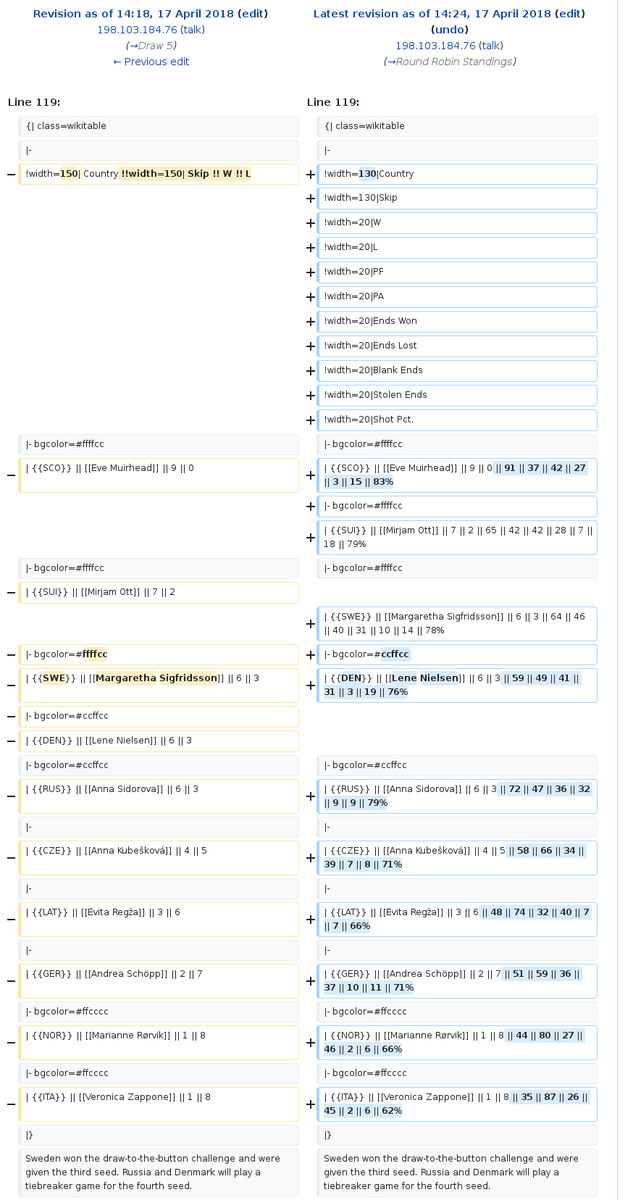 Revision as of 14:18, 17 April 2018 (edit)
198.103.184.76 (talk)
(→Draw 5)
← Previous edit
Latest revision as of 14:24, 17 April 2018 (edit)
(undo)
198.103.184.76 (talk)
(→Round Robin Standings)
Line 119:
Line 119:
{| class=wikitable
{| class=wikitable
|-
|-
− !width=150| Country !!width=150| Skip !! W !! L
+ !width=130|Country
+ !width=130|Skip
+ !width=20|W
+ !width=20|L
+ !width=20|PF
+ !width=20|PA
+ !width=20|Ends Won
+ !width=20|Ends Lost
+ !width=20|Blank Ends
+ !width=20|Stolen Ends
+ !width=20|Shot Pct.
|- bgcolor=#ffffcc
|- bgcolor=#ffffcc
− | {{SCO}} || [[Eve Muirhead]] || 9 || 0
+ | {{SCO}} || [[Eve Muirhead]] || 9 || 0 || 91 || 37 || 42 || 27
|| 3 || 15 || 83%
+ |- bgcolor=#ffffcc
+ | {{SUI}} || [[Mirjam Ott]] || 7 || 2 || 65 || 42 || 42 || 28 || 7 ||
18 || 79%
|- bgcolor=#ffffcc
|- bgcolor=#ffffcc
− | {{SUI}} || [[Mirjam Ott]] || 7 || 2
+ | {{SWE}} || [[Margaretha Sigfridsson]] || 6 || 3 || 64 || 46
|| 40 || 31 || 10 || 14 || 78%
− |- bgcolor=#ffffcc
+ |- bgcolor=#ccffcc
− | {{SWE}} || [[Margaretha Sigfridsson]] || 6 || 3
+ | {{DEN}} || [[Lene Nielsen]] || 6 || 3 || 59 || 49 || 41 ||
31 || 3 || 19 || 76%
− |- bgcolor=#ccffcc
− | {{DEN}} || [[Lene Nielsen]] || 6 || 3
|- bgcolor=#ccffcc
|- bgcolor=#ccffcc
− | {{RUS}} || [[Anna Sidorova]] || 6 || 3
+ | {{RUS}} || [[Anna Sidorova]] || 6 || 3 || 72 || 47 || 36 || 32
|| 9 || 9 || 79%
|-
|-
− | {{CZE}} || [[Anna Kubešková]] || 4 || 5
+ | {{CZE}} || [[Anna Kubešková]] || 4 || 5 || 58 || 66 || 34 ||
39 || 7 || 8 || 71%
|-
|-
− | {{LAT}} || [[Evita Regža]] || 3 || 6
+ | {{LAT}} || [[Evita Regža]] || 3 || 6 || 48 || 74 || 32 || 40 || 7
|| 7 || 66%
|-
|-
− | {{GER}} || [[Andrea Schöpp]] || 2 || 7
+ | {{GER}} || [[Andrea Schöpp]] || 2 || 7 || 51 || 59 || 36 ||
37 || 10 || 11 || 71%
|- bgcolor=#ffcccc
|- bgcolor=#ffcccc
− | {{NOR}} || [[Marianne Rørvik]] || 1 || 8
+ | {{NOR}} || [[Marianne Rørvik]] || 1 || 8 || 44 || 80 || 27 ||
46 || 2 || 6 || 66%
|- bgcolor=#ffcccc
|- bgcolor=#ffcccc
− | {{ITA}} || [[Veronica Zappone]] || 1 || 8
+ | {{ITA}} || [[Veronica Zappone]] || 1 || 8 || 35 || 87 || 26 ||
45 || 2 || 6 || 62%
|}
|}
Sweden won the draw-to-the-button challenge and were
given the third seed. Russia and Denmark will play a
tiebreaker game for the fourth seed.
Sweden won the draw-to-the-button challenge and were
given the third seed. Russia and Denmark will play a
tiebreaker game for the fourth seed.